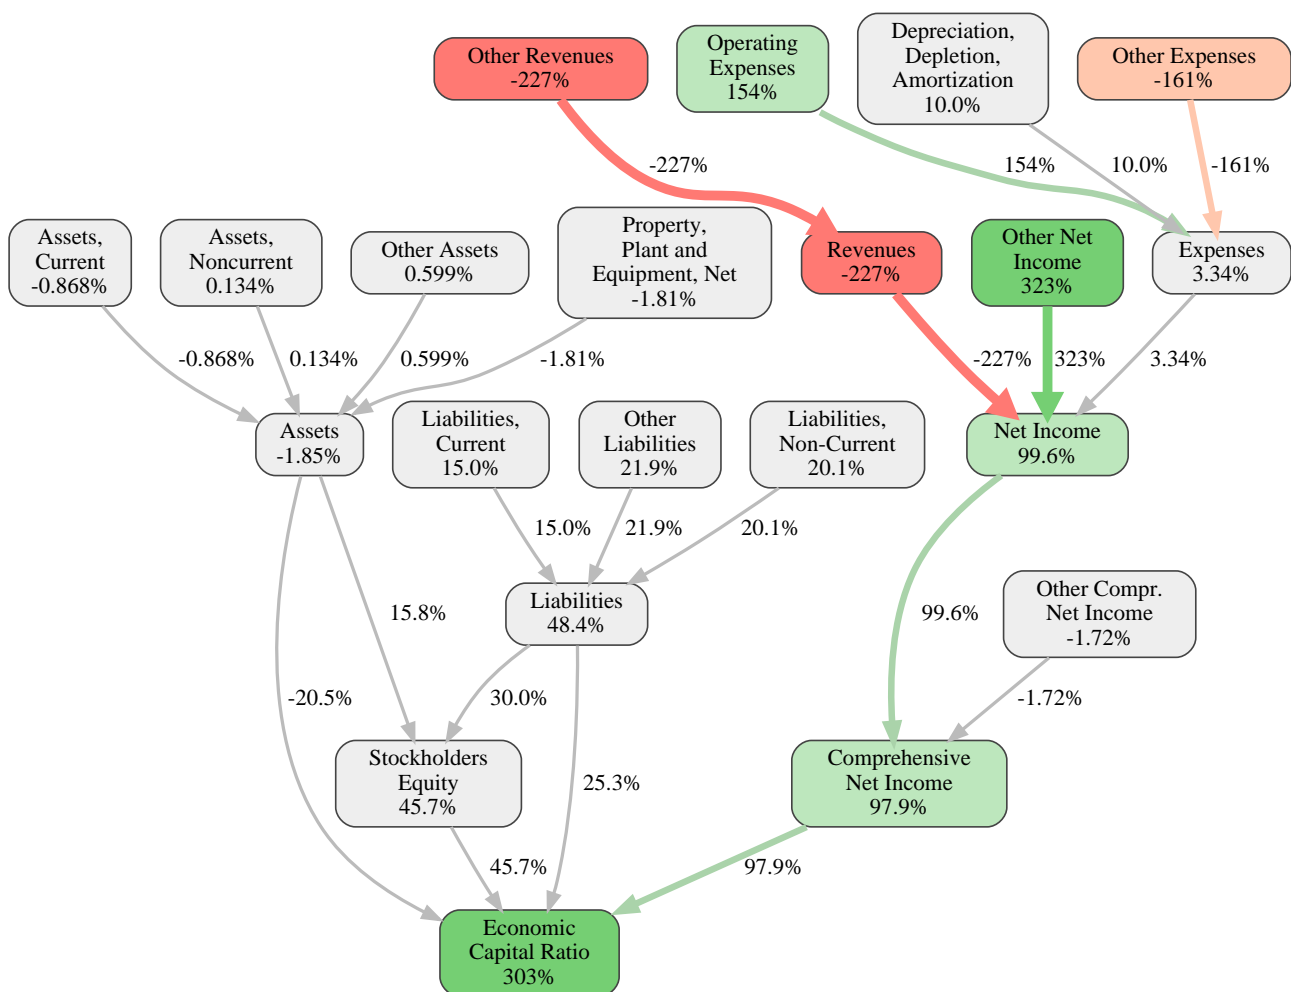 Other Revenues
-227%
Operating
Expenses
154%
Depreciation,
Depletion,
Amortization
10.0%
Other Expenses
-161%
-227%
154%
10.0%
-161%
Assets,
Current
-0.868%
Assets,
Noncurrent
0.134%
Other Assets
0.599%
Property,
Plant and
Equipment, Net
-1.81%
Revenues
-227%
Other Net
Income
323%
Expenses
3.34%
-0.868%
0.134%
0.599%
-1.81%
-227%
323%
3.34%
Assets
-1.85%
Liabilities,
Current
15.0%
Other
Liabilities
21.9%
Liabilities,
Non-Current
20.1%
Net Income
99.6%
15.0%
21.9%
20.1%
Liabilities
48.4%
15.8%
99.6%
Other Compr.
Net Income
-1.72%
-20.5%
30.0%
-1.72%
Stockholders
Equity
45.7%
25.3%
Comprehensive
Net Income
97.9%
45.7%
97.9%
Economic
Capital Ratio
303%